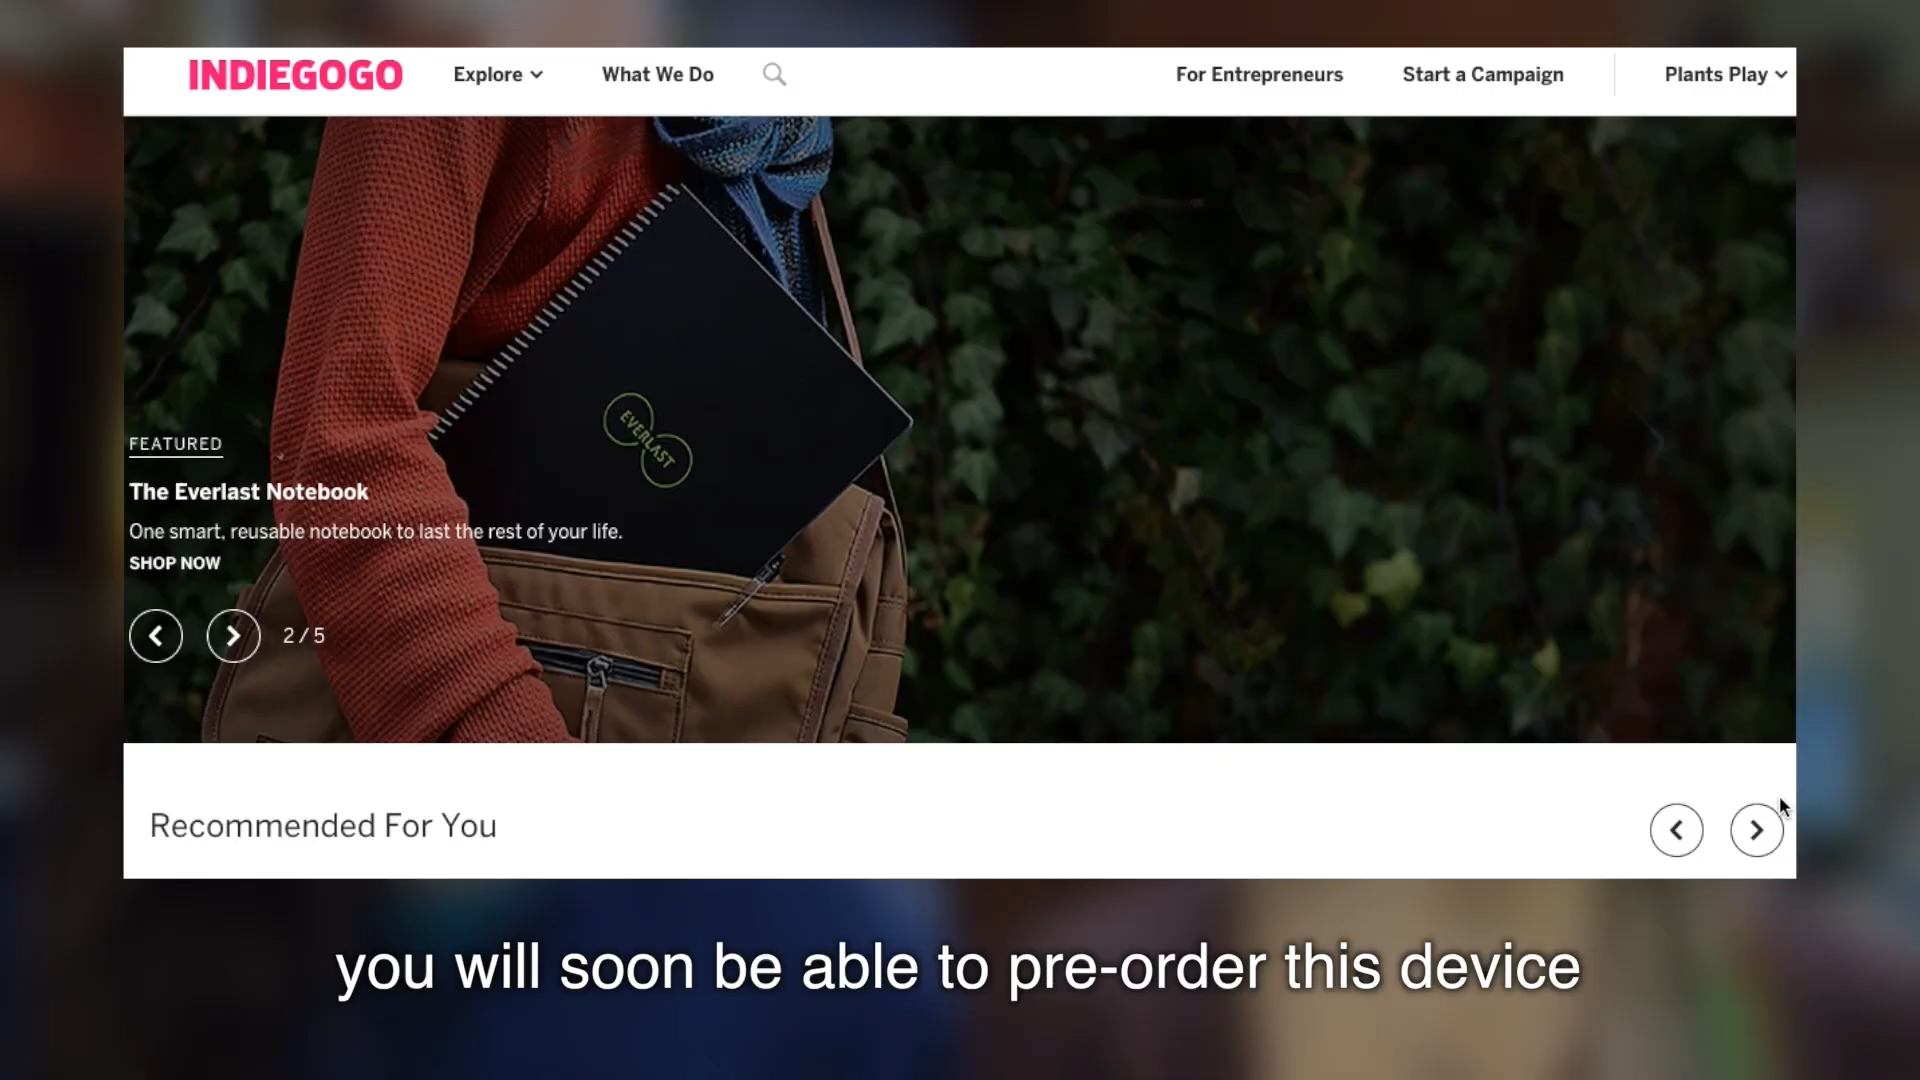 INDIEGOGO Explore What We Do For Entrepreneurs Start a Campaign Plants Play
EVERLAST
FEATURED
The Everlast Notebook
One smart, reusable notebook to last the rest of your life.
SHOP NOW
2 / 5
Recommended For You
you will soon be able to pre-order this device